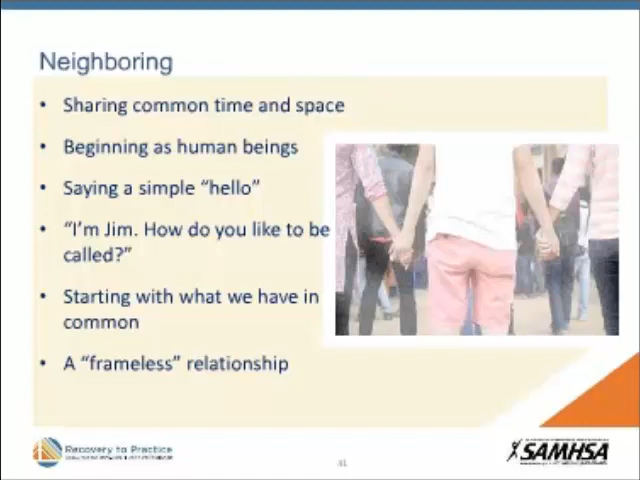 Neighboring
• Sharing common time and space
• Beginning as human beings
• Saying a simple “hello”
• “I’m Jim. How do you like to be
called?”
• Starting with what we have in
common
• A “frameless” relationship
Recovery to Practice
SAMHSA